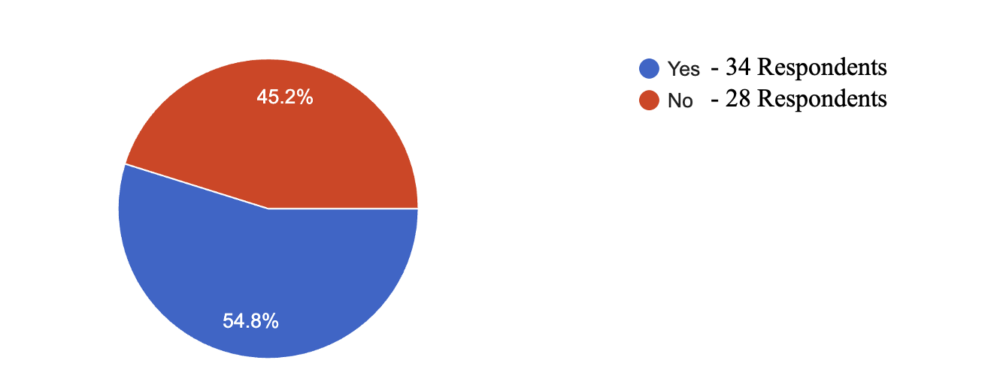 Yes - 34 Respondents
No - 28 Respondents
45.2%
54.8%